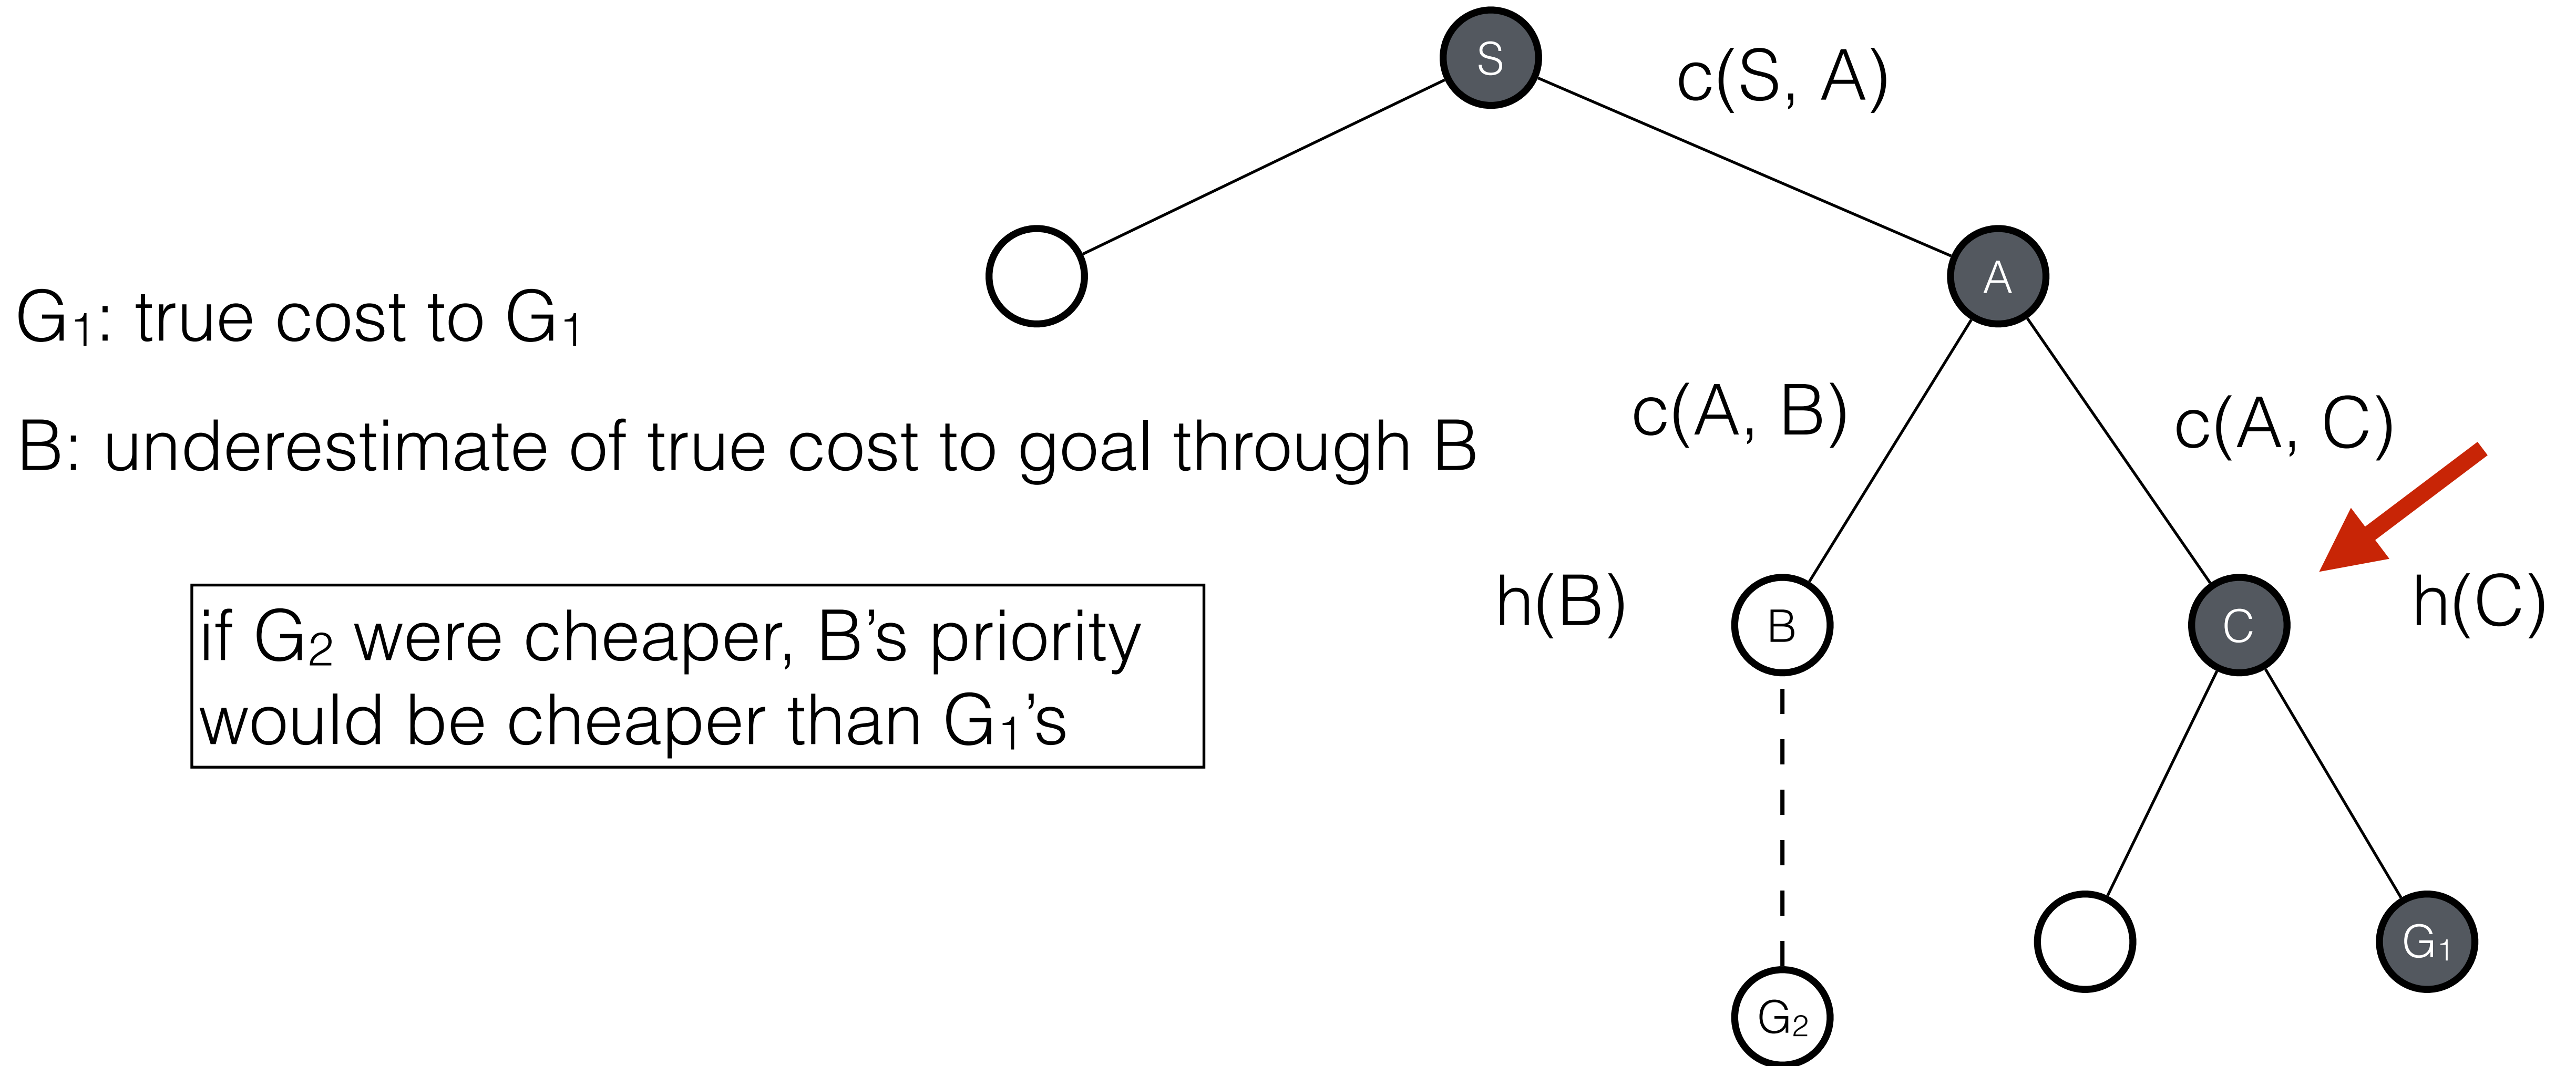 S
c(S, A)
A
G₁: true cost to G₁
c(A, B)
c(A, C)
B: underestimate of true cost to goal through B
h(B)
B
C
h(C)
if G₂ were cheaper, B’s priority
would be cheaper than G₁’s
G₁
G₂